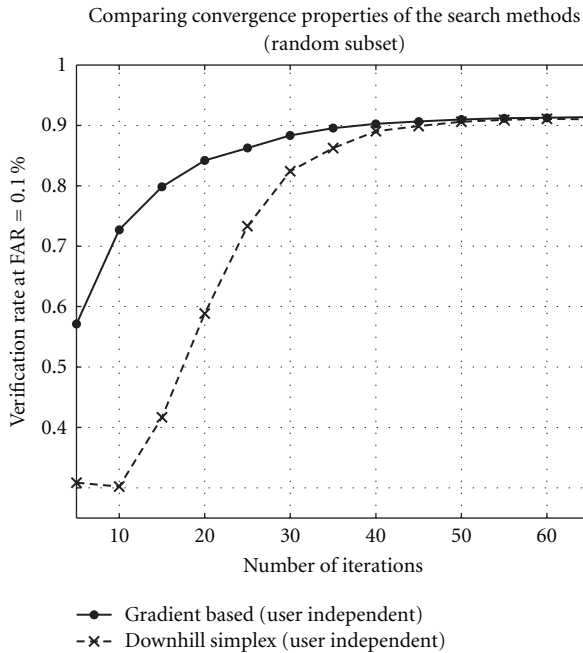 Comparing convergence properties of the search methods
(random subset)
1
0.9
0.8
0.7
0.6
0.5
0.4
Verification rate at FAR = 0.1%
10 20 30 40 50 60
Number of iterations
Gradient based (user independent)
Downhill simplex (user independent)